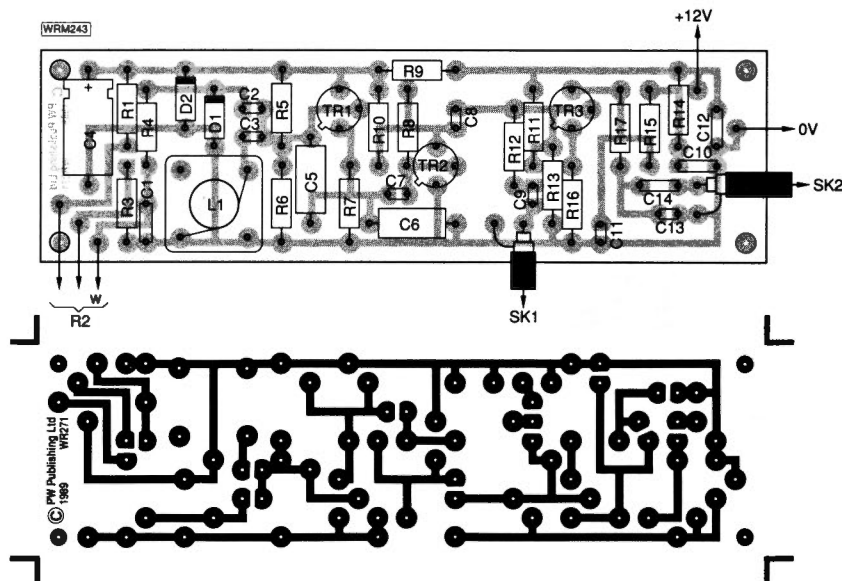 WRM243
+12V
R9
C4
R1
R4
D2
D1
C2
C3
R5
TR1
R10
R8
C8
TR2
R12
R11
TR3
R17
R15
R14
C12
0V
C10
R3
C1
L1
R6
C5
R7
C7
C6
C9
R13
R16
C11
C14
C13
SK2
W
R2
SK1
© PW Publishing Ltd
1989
WR271